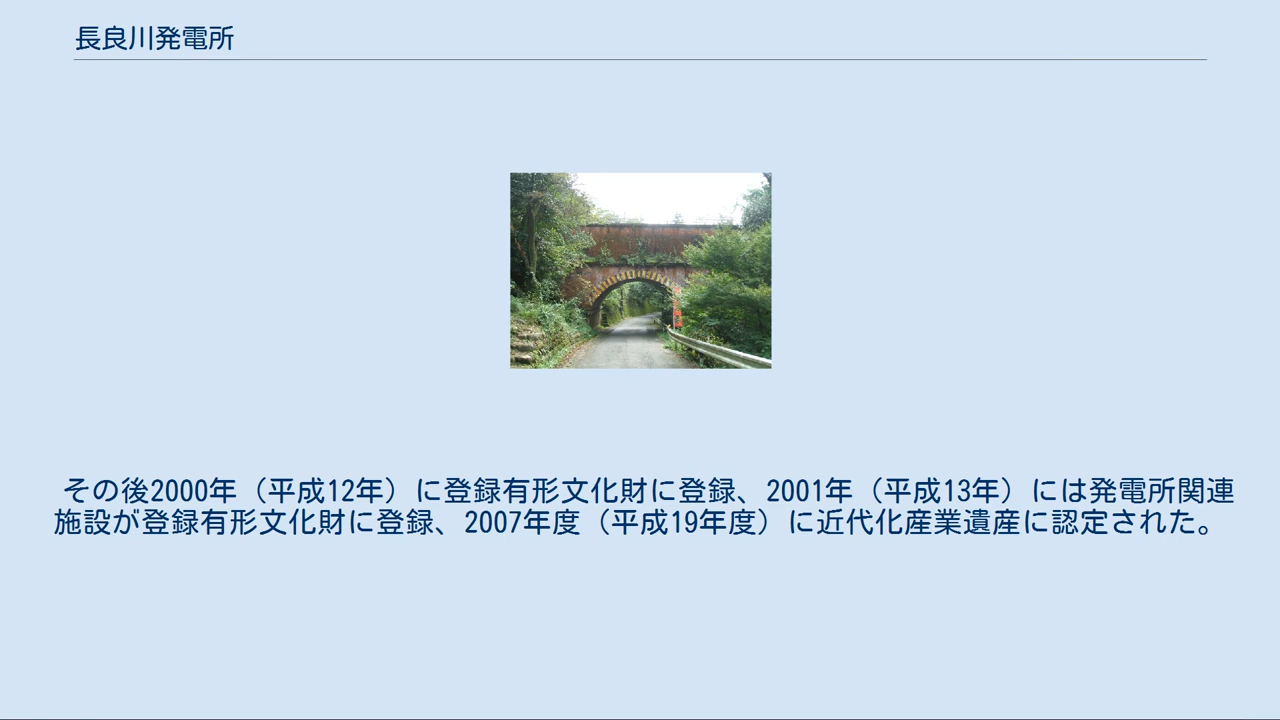 長良川発電所
その後2000年（平成12年）に登録有形文化財に登録、2001年（平成13年）には発電所関連
施設が登録有形文化財に登録、2007年度（平成19年度）に近代化産業遺産に認定された。